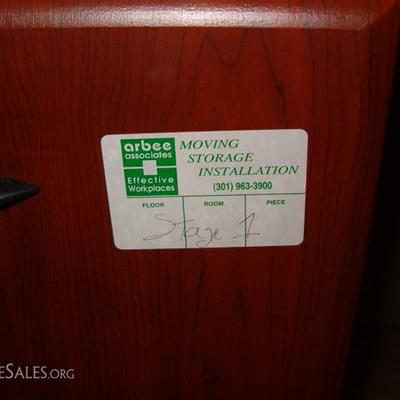 arbee
associates
Effective
Workplaces
MOVING
STORAGE
INSTALLATION
(301) 963-3900
FLOOR ROOM PIECE
Stage 1
eSales.org